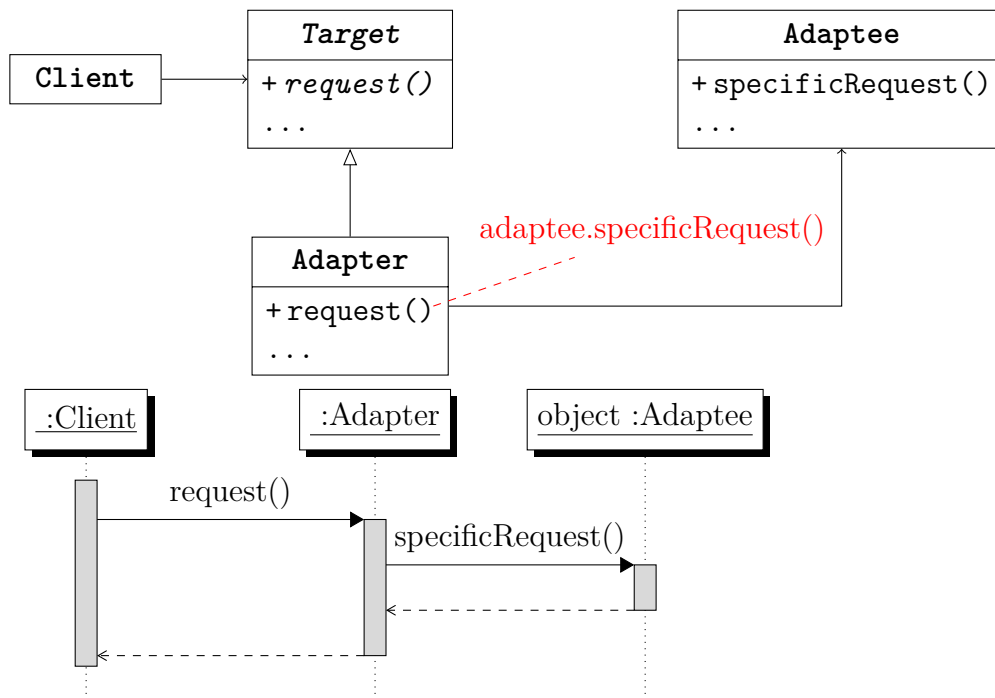 Target
Adaptee
Client
+ request()
+ specificRequest()
...
...
adaptee.specificRequest()
Adapter
+ request()
...
:Client
:Adapter
object :Adaptee
request()
specificRequest()